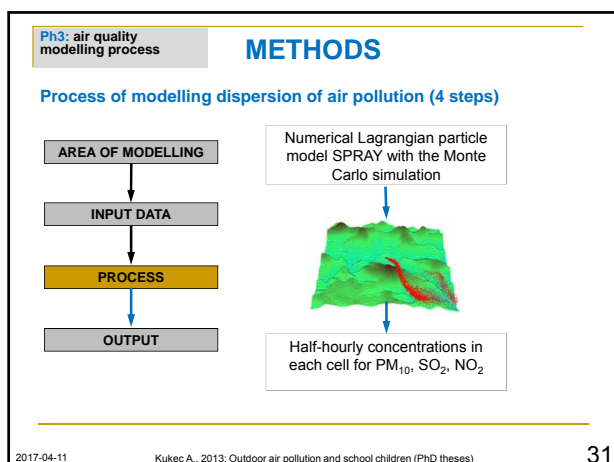 Ph3: air quality
modelling process
METHODS
Process of modelling dispersion of air pollution (4 steps)
AREA OF MODELLING
INPUT DATA
PROCESS
OUTPUT
Numerical Lagrangian particle
model SPRAY with the Monte
Carlo simulation
Half-hourly concentrations in
each cell for PM₁₀, SO₂, NO₂
2017-04-11
Kukec A., 2013: Outdoor air pollution and school children (PhD theses)
31